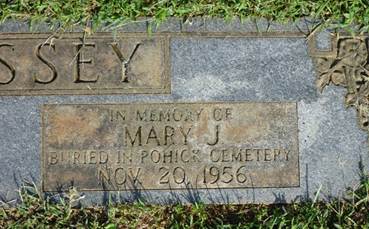 SSEY
IN MEMORY OF
MARY J
BURIED IN POHICK CEMETERY
NOV. 20, 1956